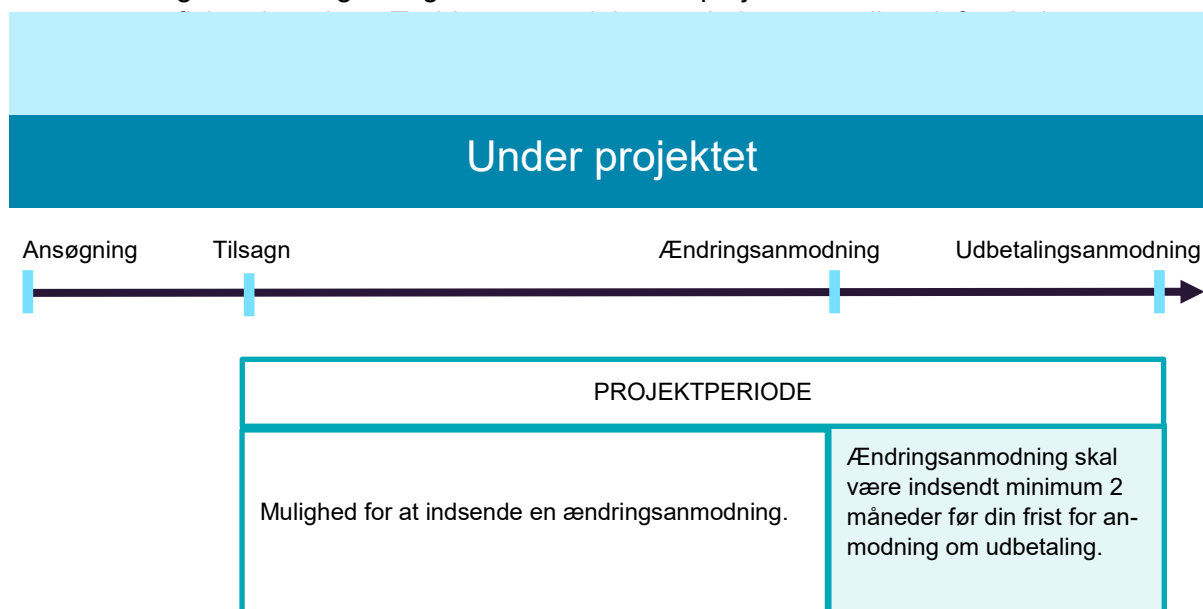 Under projektet
Ansøgning Tilsagn Ændringsanmodning Udbetalingsanmodning
PROJEKTPERIODE
Mulighed for at indsende en ændringsanmodning.
Ændringsanmodning skal
være indsendt minimum 2
måneder før din frist for an-
modning om udbetaling.